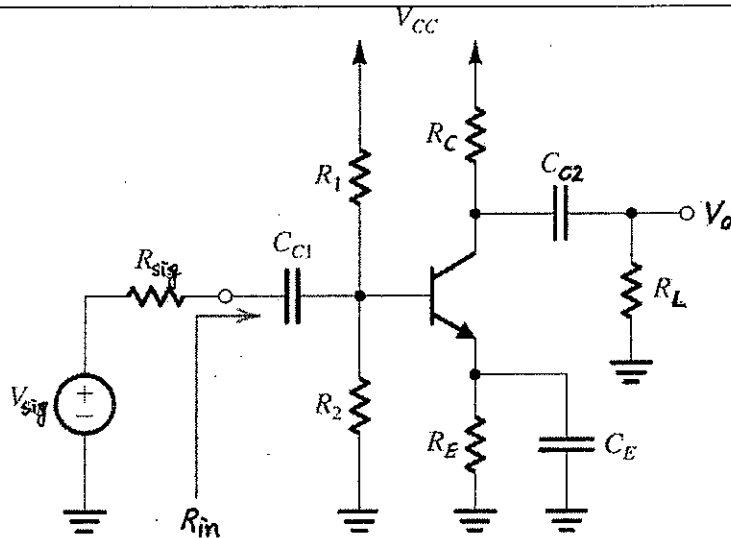 V_CC
R_C
C_C2
R_1
V_o
C_C1
R_sig
R_L
V_sig
+
−
R_2
R_E
C_E
R_in